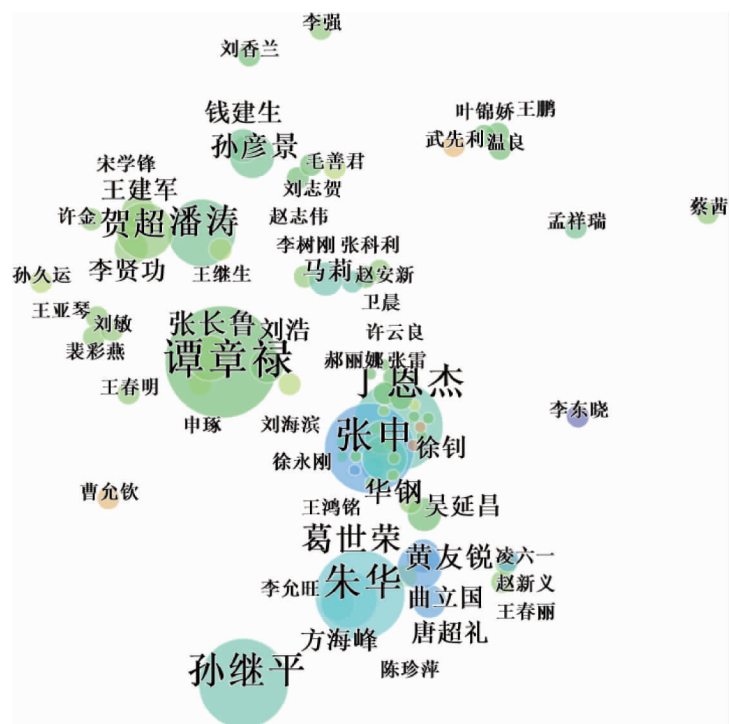 李强
刘香兰
钱建生
孙彦景
叶锦娇
王鹏
武先利
温良
毛善君
刘志贺
赵志伟
宋学锋
王建军
许金
贺超
潘涛
李贤功
王继生
孙久运
李树刚
张科利
马莉
赵安新
卫晨
孟祥瑞
蔡茜
王亚琴
刘敏
裴彩燕
张长鲁
刘浩
谭章禄
王春明
申琢
刘海滨
许云良
郝丽娜
张雷
丁恩杰
张申
徐钊
徐永刚
李东晓
曹允钦
王鸿铭
华钢
吴延昌
葛世荣
黄友锐
凌六一
朱华
李允旺
曲立国
赵新义
王春丽
方海峰
唐超礼
孙继平
陈珍萍